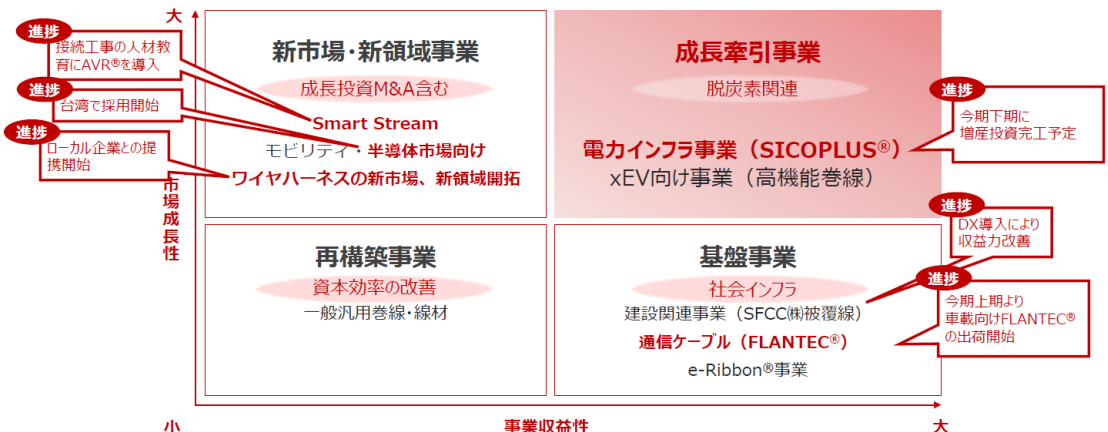 大
進捗
接続工事の人材教
育にAVR®を導入
進捗
台湾で採用開始
進捗
ローカル企業との提
携開始
市場成長性
新市場・新領域事業
成長投資M&A含む
Smart Stream
モビリティ・半導体市場向け
ワイヤハーネスの新市場、新領域開拓
成長牽引事業
脱炭素関連
電力インフラ事業（SICOPLUS®）
xEV向け事業（高機能巻線）
進捗
今期下期に
増産投資完工予定
再構築事業
資本効率の改善
一般汎用巻線・線材
基盤事業
社会インフラ
建設関連事業（SFCC㈱被覆線）
通信ケーブル（FLANTEC®）
e-Ribbon®事業
進捗
DX導入により
収益力改善
進捗
今期上期より
車載向けFLANTEC®
の出荷開始
小
事業収益性
大